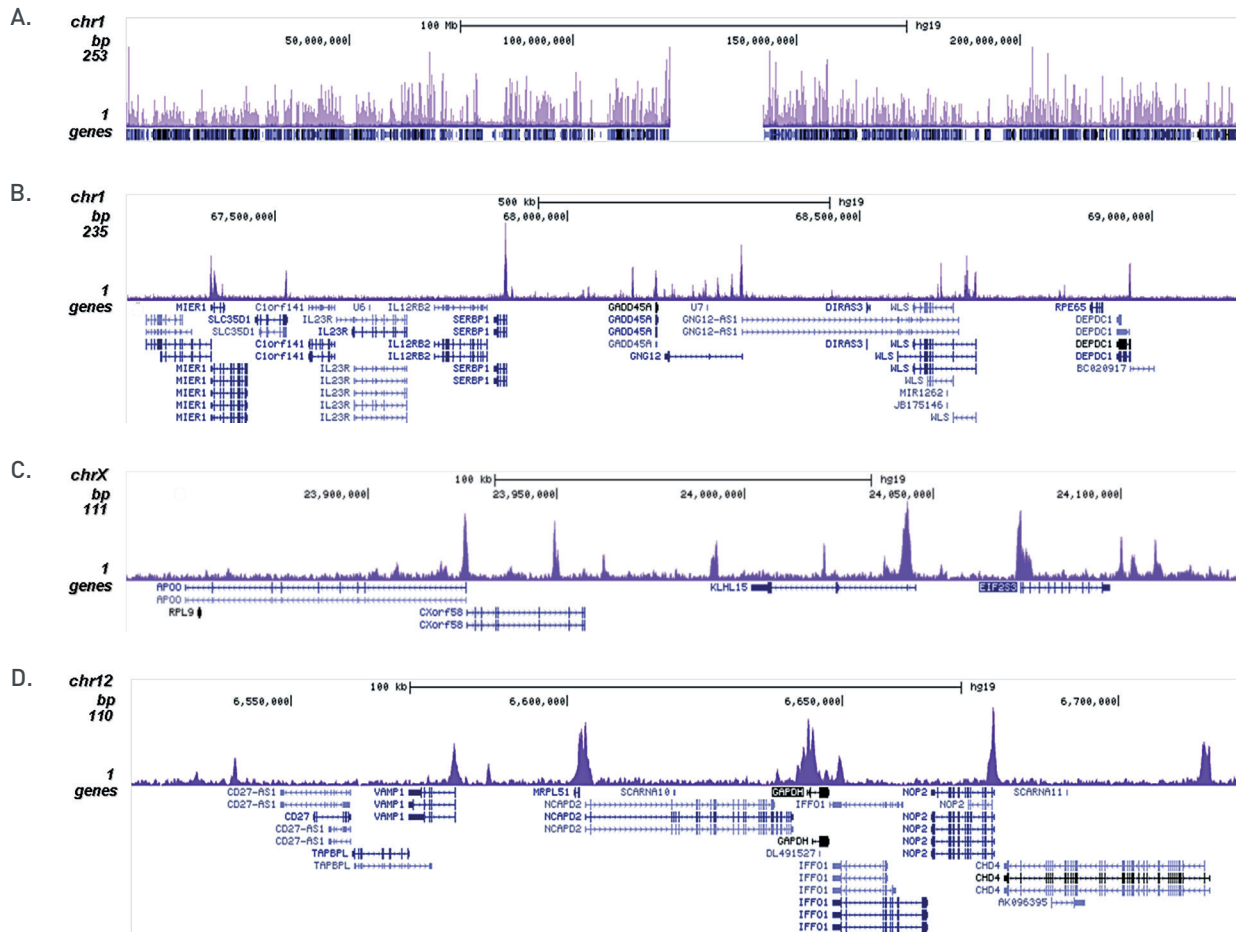 A.
chr1
100 Mb hg19
bp
50,000,000 100,000,000 150,000,000 200,000,000
253
1
genes
B.
chr1
500 kb hg19
bp
67,500,000 68,000,000 68,500,000 69,000,000
235
1
genes
MIER1 C1orf141 U6 IL12RB2 GADD45A U7 DIRAS3 WLS RPE65
SLC35D1 IL23R SERBP1 GADD45A GNG12-AS1 WLS DEPDC1
SLC35D1 IL23R SERBP1 GADD45A GNG12-AS1 DEPDC1
C1orf141 IL12RB2 SERBP1 GADD45A DIRAS3 WLS DEPDC1
C1orf141 IL12RB2 GNG12 WLS DEPDC1
MIER1 IL23R SERBP1 WLS BC020917
MIER1 IL23R SERBP1 WLS
MIER1 IL23R MIR1262
MIER1 IL23R JB175146
MIER1 IL23R WLS
C.
chrX
100 kb hg19
bp
23,900,000 23,950,000 24,000,000 24,050,000 24,100,000
111
1
genes
APOO KLHL15 EIF2S3
APOO
RPL9 CXorf58
CXorf58
D.
chr12
100 kb hg19
bp
6,550,000 6,600,000 6,650,000 6,700,000
110
1
genes
CD27-AS1 VAMP1 MRPL51 SCARNA10 GAPDH NOP2 SCARNA11
CD27-AS1 VAMP1 NCAPD2 IFFO1 NOP2
CD27 VAMP1 NCAPD2 NOP2
CD27-AS1 NCAPD2 NOP2
CD27-AS1 GAPDH NOP2
TAPBPL DL491527 NOP2
TAPBPL IFFO1 CHD4
IFFO1 CHD4
IFFO1 CHD4
IFFO1 AK096395
IFFO1
IFFO1